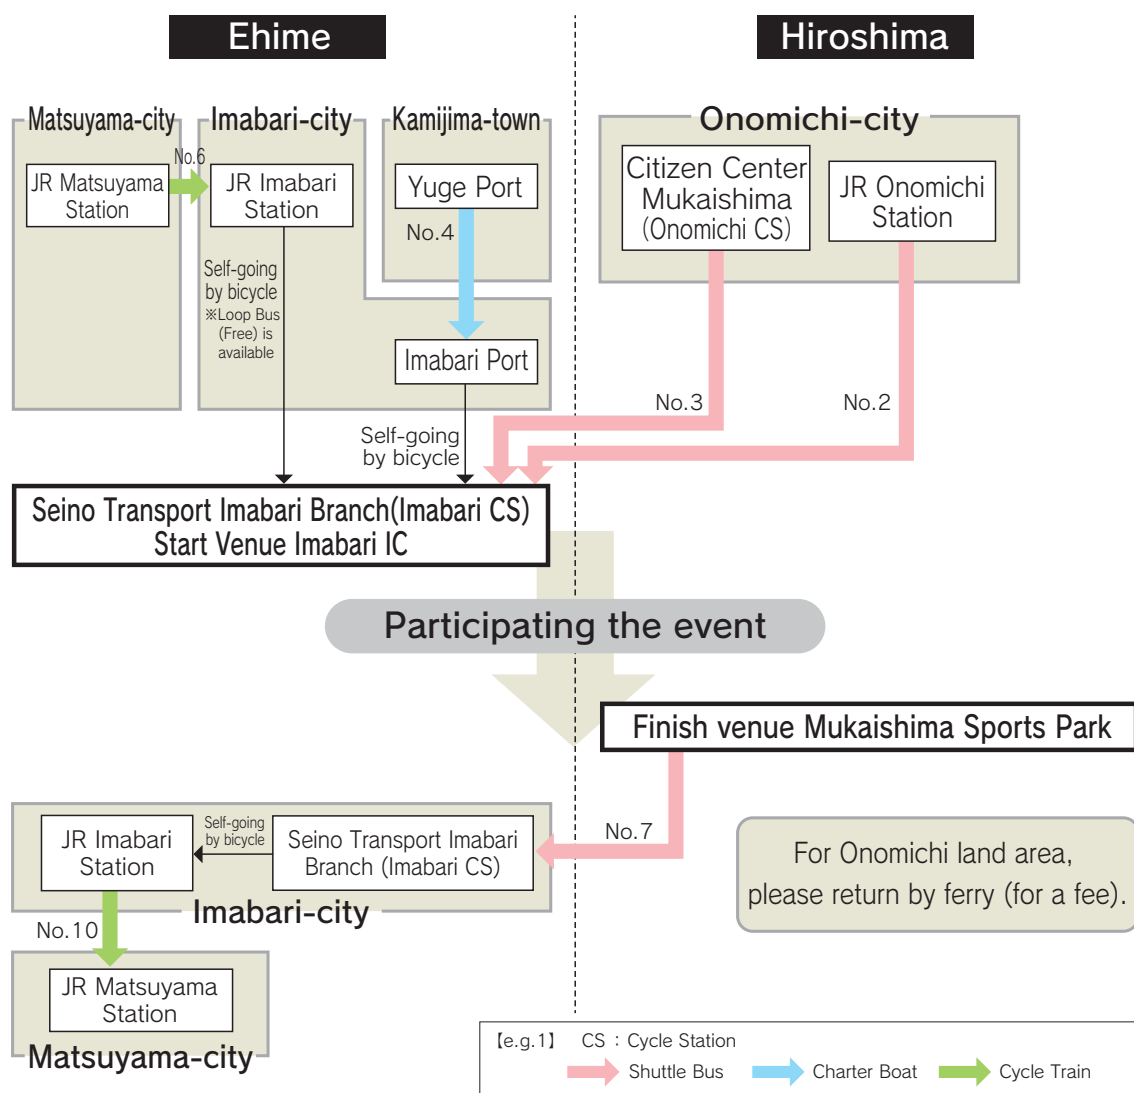 Ehime
Hiroshima
Matsuyama-city
Imabari-city
Kamijima-town
Onomichi-city
No.6
JR Matsuyama
Station
JR Imabari
Station
Yuge Port
Citizen Center
Mukaishima
(Onomichi CS)
JR Onomichi
Station
No.4
Self-going
by bicycle
※Loop Bus
(Free) is
available
Imabari Port
No.3
No.2
Self-going
by bicycle
Seino Transport Imabari Branch(Imabari CS)
Start Venue Imabari IC
Participating the event
Finish venue Mukaishima Sports Park
No.7
JR Imabari
Station
Self-going
by bicycle
Seino Transport Imabari
Branch (Imabari CS)
Imabari-city
For Onomichi land area,
please return by ferry (for a fee).
No.10
JR Matsuyama
Station
Matsuyama-city
【e.g.1】 CS : Cycle Station
Shuttle Bus
Charter Boat
Cycle Train